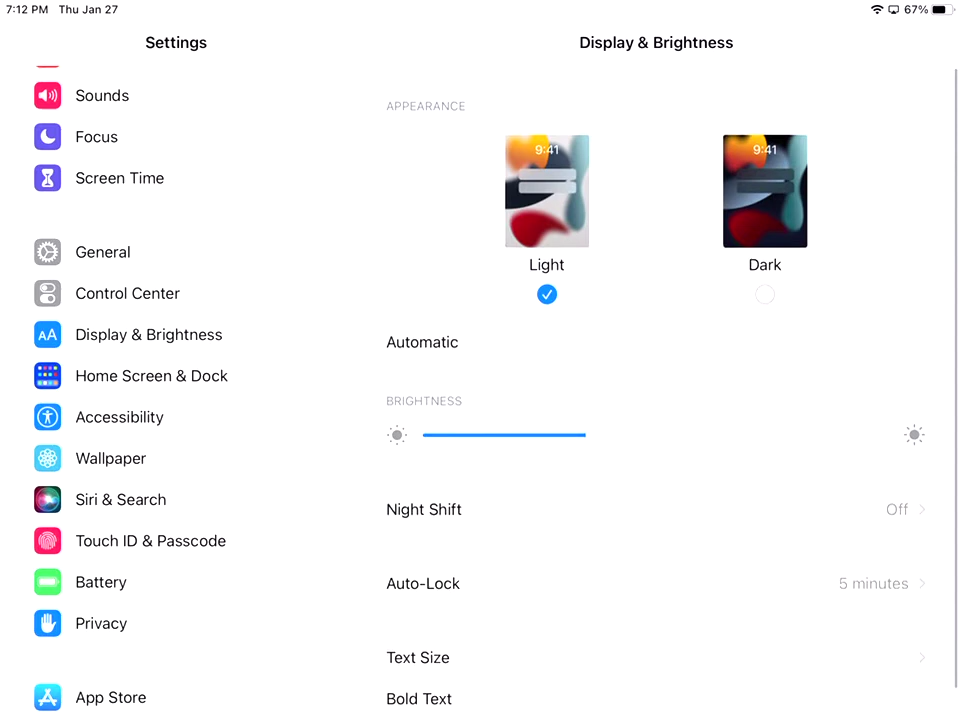 7:12 PM Thu Jan 27 67%
Settings
Display & Brightness
Sounds
Focus
Screen Time
General
Control Center
AA Display & Brightness
Home Screen & Dock
Accessibility
Wallpaper
Siri & Search
Touch ID & Passcode
Battery
Privacy
App Store
APPEARANCE
9:41 9:41
Light Dark
Automatic
BRIGHTNESS
Night Shift Off
Auto-Lock 5 minutes
Text Size
Bold Text